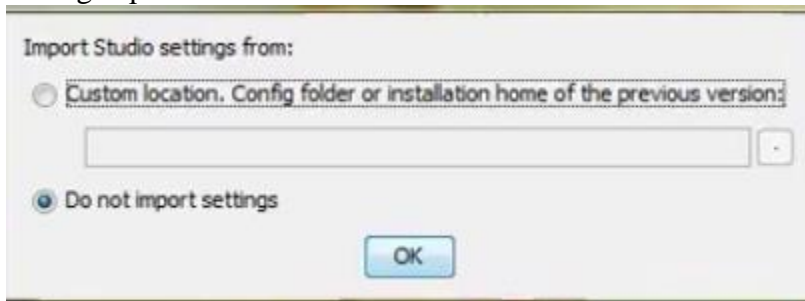 Import Studio settings from:
Custom location. Config folder or installation home of the previous version:
Do not import settings
OK